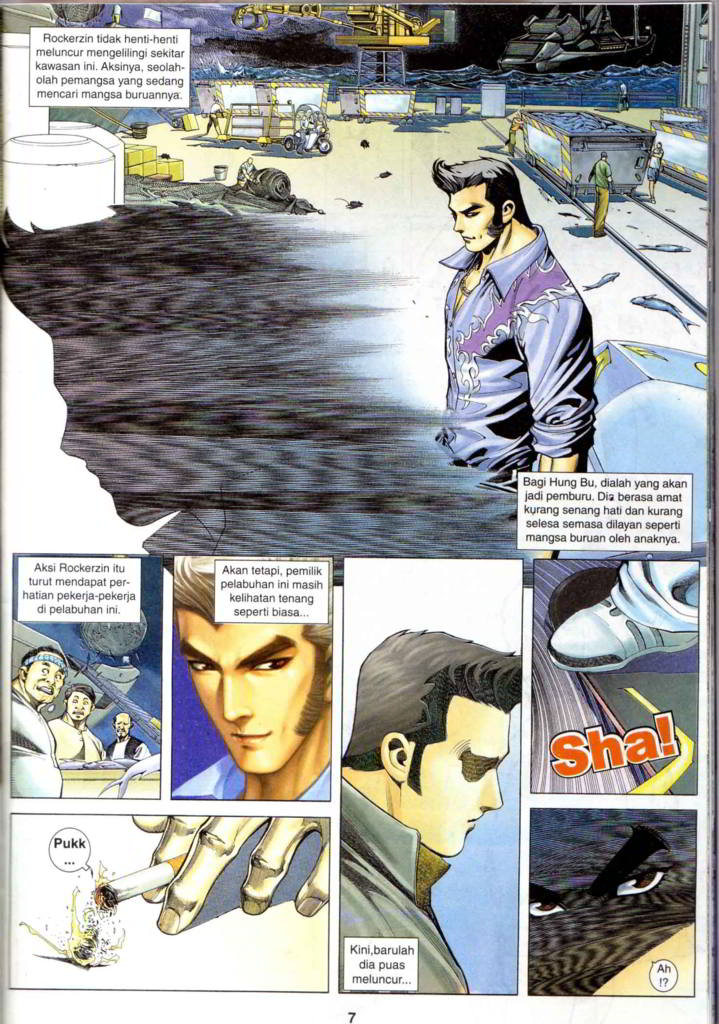 Rockerzin tidak henti-henti
meluncur mengelilingi sekitar
kawasan ini. Aksinya, seolah-
olah pemangsa yang sedang
mencari mangsa buruannya.
Bagi Hung Bu, dialah yang akan
jadi pemburu. Dia berasa amat
kurang senang hati dan kurang
selesa semasa dilayan seperti
mangsa buruan oleh anaknya.
Aksi Rockerzin itu
turut mendapat per-
hatian pekerja-pekerja
di pelabuhan ini.
Akan tetapi, pemilik
pelabuhan ini masih
kelihatan tenang
seperti biasa...
Kini,barulah
dia puas
meluncur...
Sha!
Pukk
...
Ah
!?
7